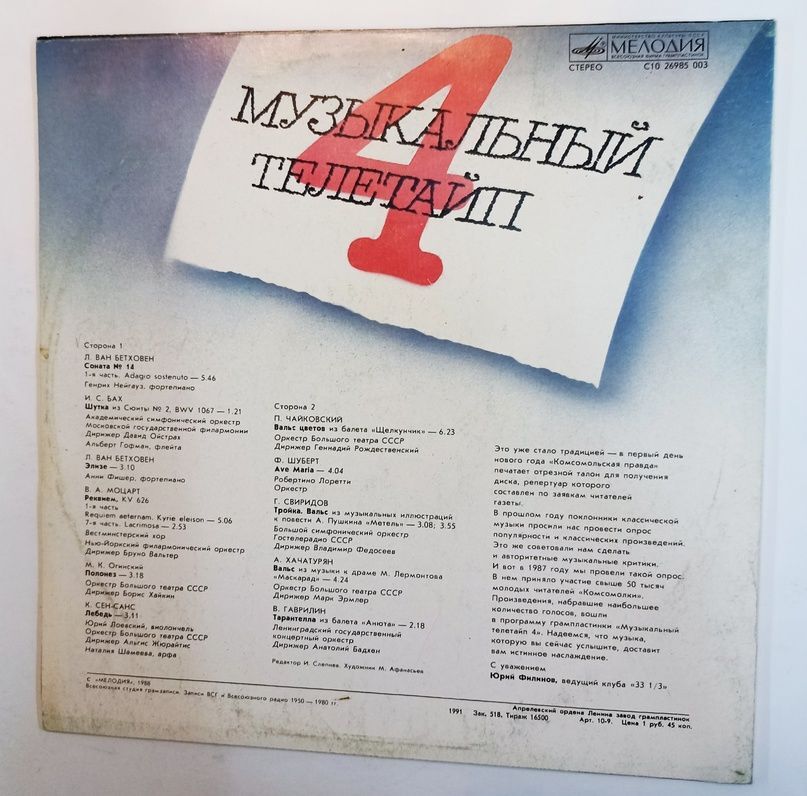 МИНИСТЕРСТВО КУЛЬТУРЫ СССР
МЕЛОДИЯ
ВСЕСОЮЗНАЯ ФИРМА ГРАМПЛАСТИНОК
СТЕРЕО С10 26985 003
4
МУЗЫКАЛЬНЫЙ
ТЕЛЕТАЙП
Сторона 1
Л. ВАН БЕТХОВЕН
Соната № 14
1-я часть. Adagio sostenuto — 5.46
Генрих Нейгауз, фортепиано
И. С. БАХ
Шутка из Сюиты № 2, BWV 1067 — 1.21
Академический симфонический оркестр
Московской государственной филармонии
Дирижер Давид Ойстрах
Альберт Гофман, флейта
Л. ВАН БЕТХОВЕН
Элизе — 3.10
Анни Фишер, фортепиано
В. А. МОЦАРТ
Реквием, KV 626
1-я часть
Requiem aeternam. Kyrie eleison — 5.06
7-я часть. Lacrimosa — 2.53
Вестминстерский хор
Нью-Йоркский филармонический оркестр
Дирижер Бруно Вальтер
М. К. Огинский
Полонез — 3.18
Оркестр Большого театра СССР
Дирижер Борис Хайкин
К. СЕН-САНС
Лебедь — 3.11
Юрий Лоевский, виолончель
Оркестр Большого театра СССР
Дирижер Альгис Жюрайтис
Наталия Шамеева, арфа
Сторона 2
П. ЧАЙКОВСКИЙ
Вальс цветов из балета «Щелкунчик» — 6.23
Оркестр Большого театра СССР
Дирижер Геннадий Рождественский
Ф. ШУБЕРТ
Ave Maria — 4.04
Робертино Лоретти
Оркестр
Г. СВИРИДОВ
Тройка. Вальс из музыкальных иллюстраций
к повести А. Пушкина «Метель» — 3.08; 3.55
Большой симфонический оркестр
Гостелерадио СССР
Дирижер Владимир Федосеев
А. ХАЧАТУРЯН
Вальс из музыки к драме М. Лермонтова
«Маскарад» — 4.24
Оркестр Большого театра СССР
Дирижер Марк Эрмлер
В. ГАВРИЛИН
Тарантелла из балета «Анюта» — 2.18
Ленинградский государственный
концертный оркестр
Дирижер Анатолий Бадхен
Редактор И. Слепнев. Художник М. Афанасьев
Это уже стало традицией — в первый день
нового года «Комсомольская правда»
печатает отрезной талон для получения
диска, репертуар которого
составлен по заявкам читателей
газеты.
В прошлом году поклонники классической
музыки просили нас провести опрос
популярности и классических произведений.
Это же советовали нам сделать
и авторитетные музыкальные критики.
И вот в 1987 году мы провели такой опрос.
В нем приняло участие свыше 50 тысяч
молодых читателей «Комсомолки».
Произведения, набравшие наибольшее
количество голосов, вошли
в программу грампластинки «Музыкальный
телетайп 4». Надеемся, что музыка,
которую вы сейчас услышите, доставит
вам истинное наслаждение.
С уважением
Юрий Филинов, ведущий клуба «33 1/3»
С «МЕЛОДИЯ», 1988
Всесоюзная студия грамзаписи. Записи ВСГ и Всесоюзного радио 1950—1980 гг.
Апрелевский ордена Ленина завод грампластинок
1991 Зак. 518. Тираж 16500 Арт. 10-9. Цена 1 руб. 45 коп.